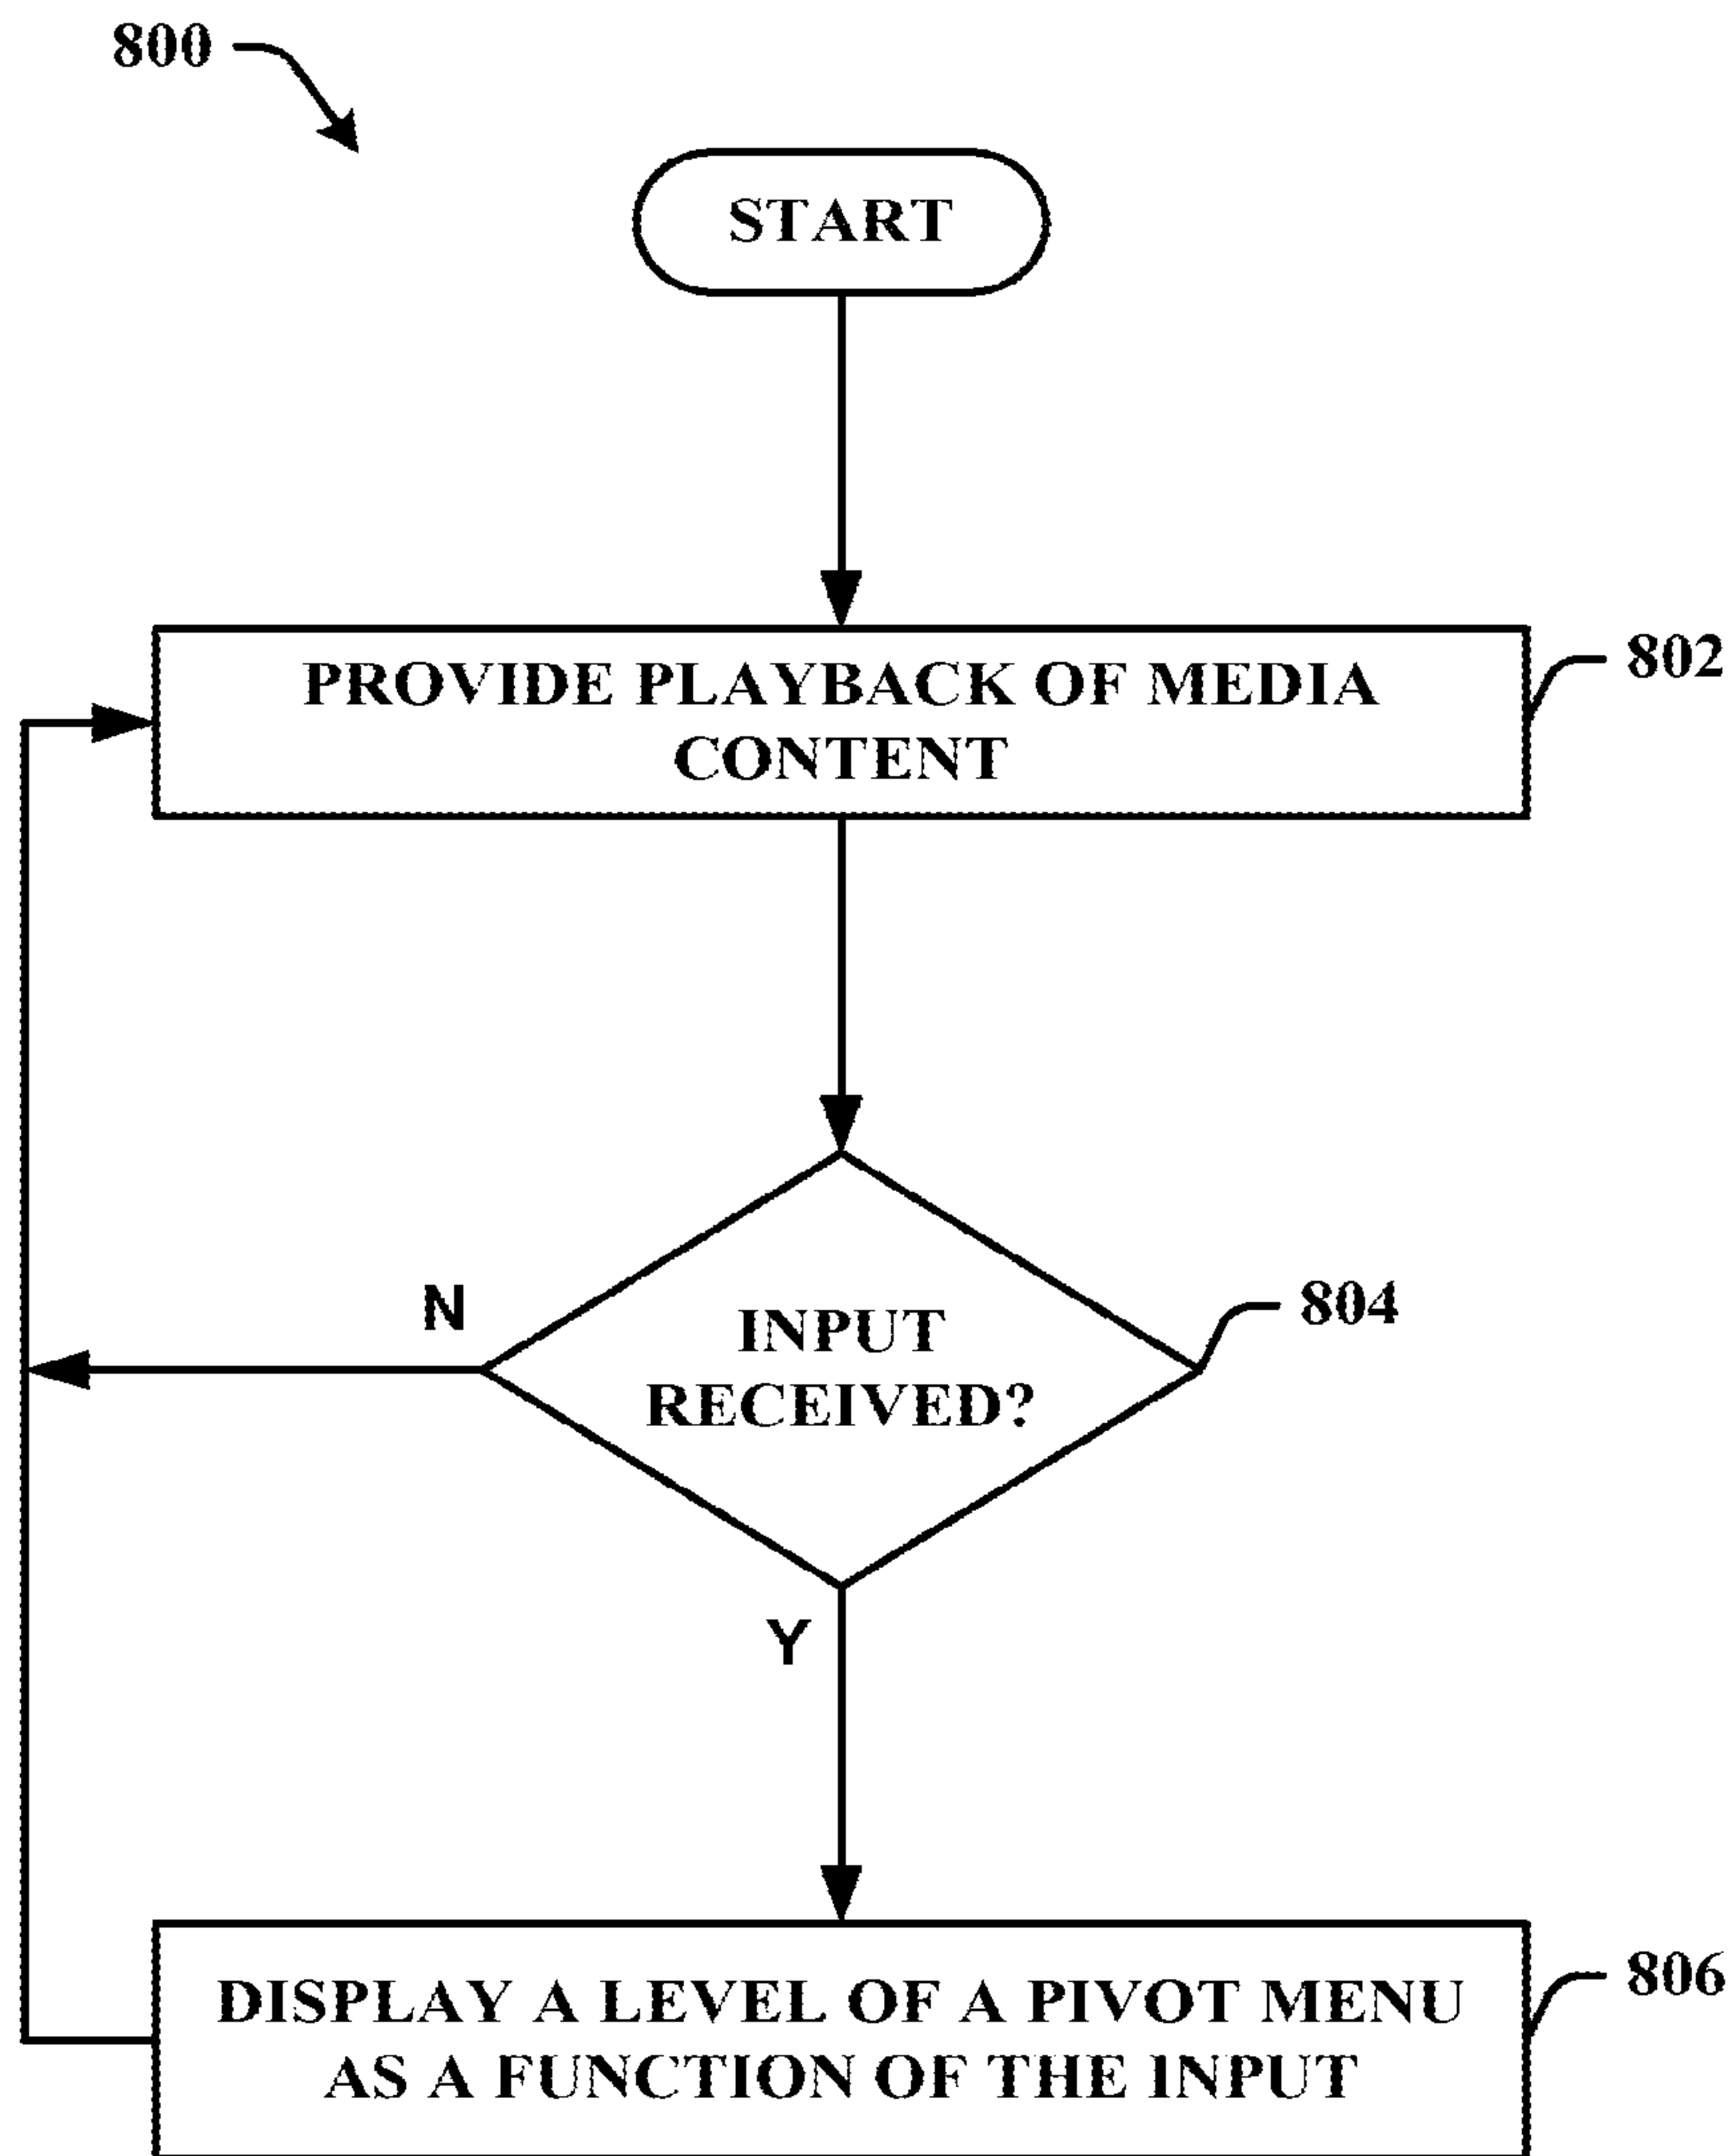 800
START
PROVIDE PLAYBACK OF MEDIA
CONTENT
802
N
INPUT
RECEIVED?
804
Y
DISPLAY A LEVEL OF A PIVOT MENU
AS A FUNCTION OF THE INPUT
806